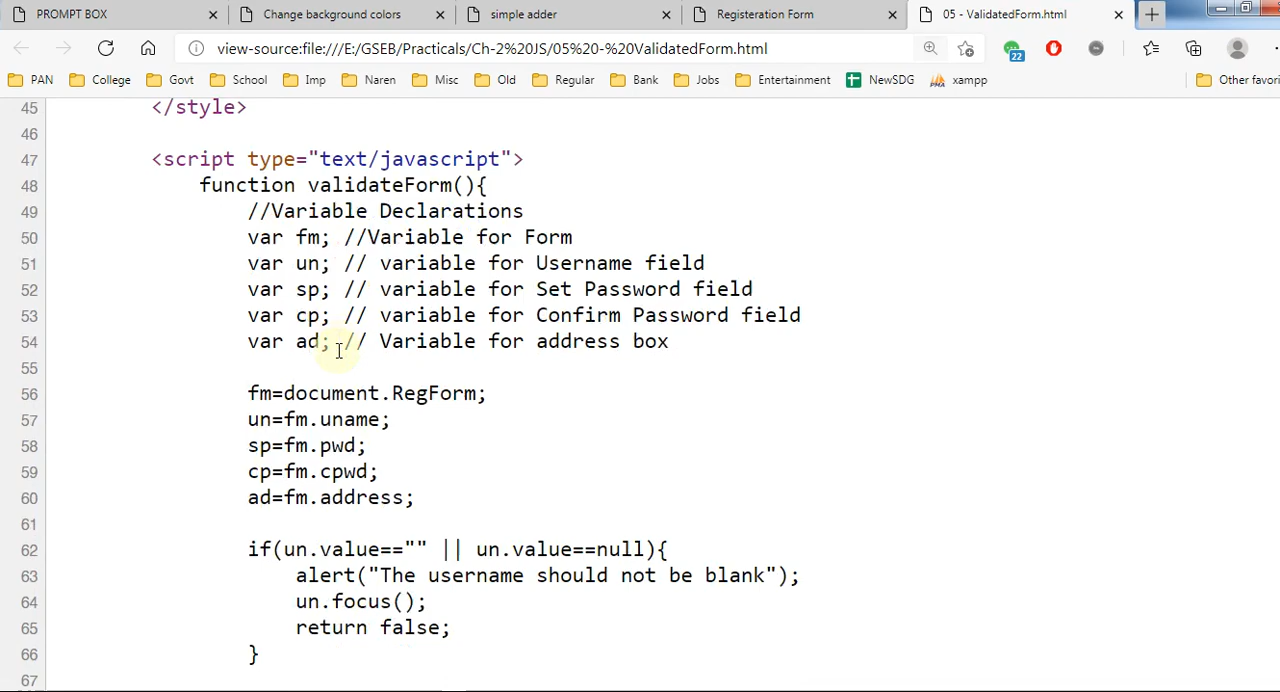 PROMPT BOX
Change background colors
simple adder
Registeration Form
05 - ValidatedForm.html
view-source:file:///E:/GSEB/Practicals/Ch-2%20JS/05%20-%20ValidatedForm.html
22
PAN College Govt School Imp Naren Misc Old Regular Bank Jobs Entertainment NewSDG xampp Other favori
45 </style>
46
47 <script type="text/javascript">
48 function validateForm(){
49 //Variable Declarations
50 var fm; //Variable for Form
51 var un; // variable for Username field
52 var sp; // variable for Set Password field
53 var cp; // variable for Confirm Password field
54 var ad; // Variable for address box
55
56 fm=document.RegForm;
57 un=fm.uname;
58 sp=fm.pwd;
59 cp=fm.cpwd;
60 ad=fm.address;
61
62 if(un.value=="" || un.value==null){
63 alert("The username should not be blank");
64 un.focus();
65 return false;
66 }
67